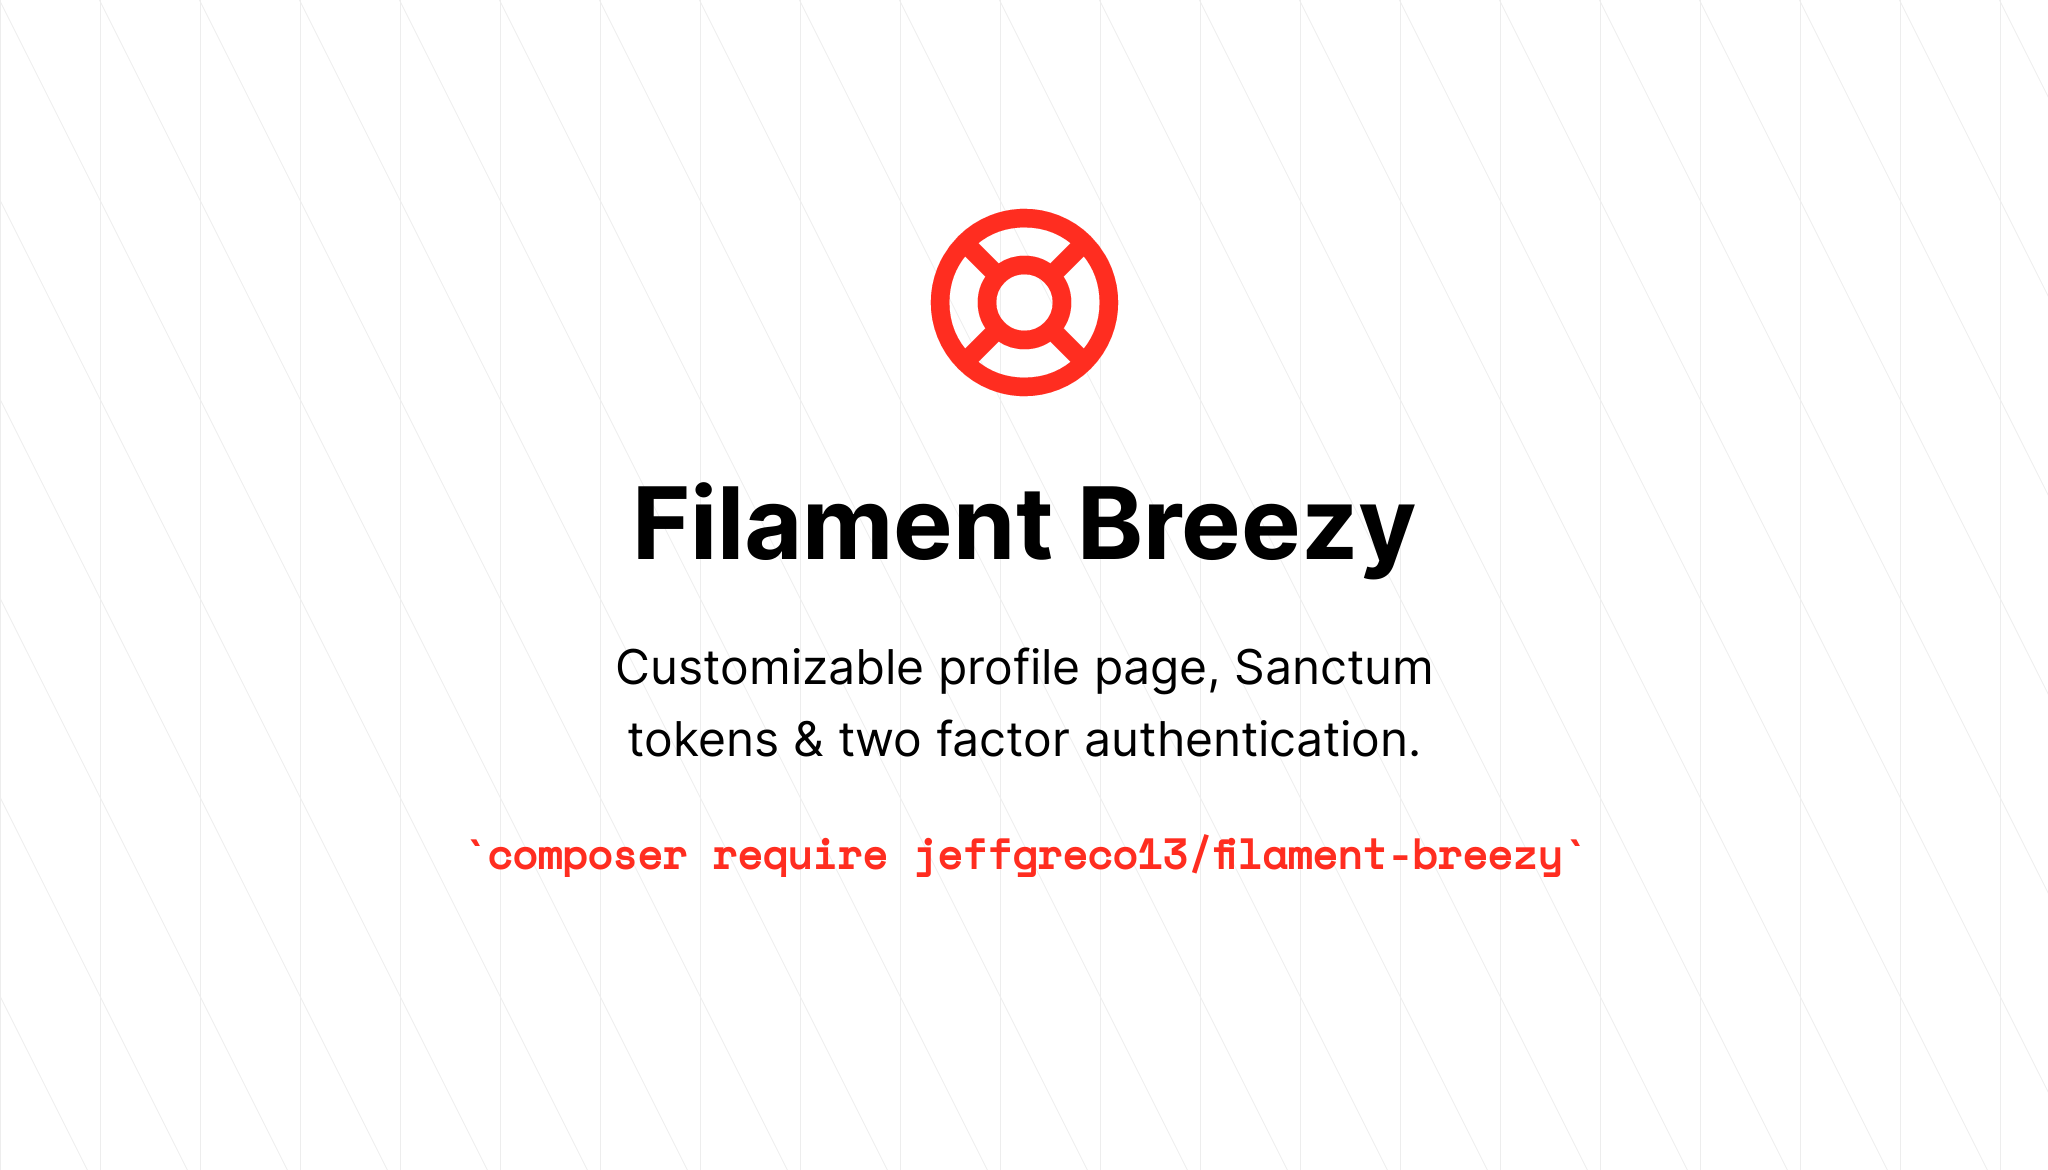 Filament Breezy
Customizable profile page, Sanctum
tokens & two factor authentication.
`composer require jeffgreco13/filament-breezy`